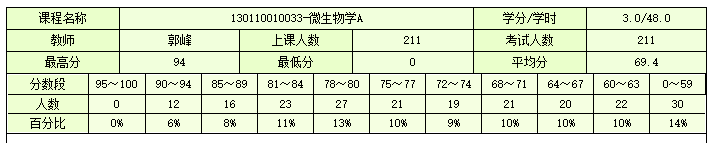 课程名称 130110010033-微生物学A 学分/学时 3.0/48.0
教师 郭峰 上课人数 211 考试人数 211
最高分 94 最低分 0 平均分 69.4
分数段 95～100 90～94 85～89 81～84 78～80 75～77 72～74 68～71 64～67 60～63 0～59
人数 0 12 16 23 27 21 19 21 20 22 30
百分比 0% 6% 8% 11% 13% 10% 9% 10% 10% 10% 14%